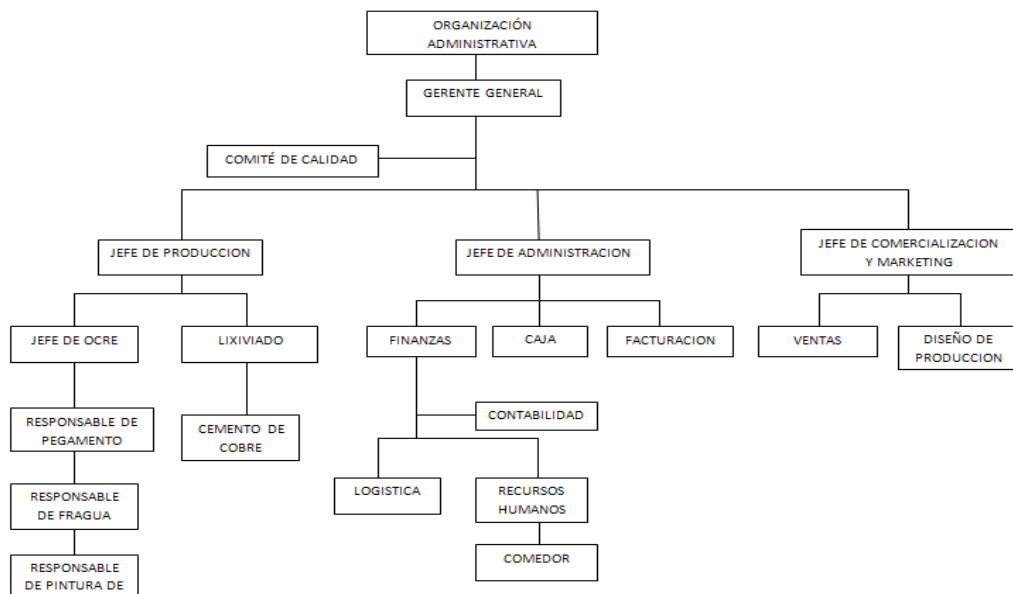 ORGANIZACIÓN
ADMINISTRATIVA
GERENTE GENERAL
COMITÉ DE CALIDAD
JEFE DE PRODUCCION
JEFE DE ADMINISTRACION
JEFE DE COMERCIALIZACION
Y MARKETING
JEFE DE OCRE
LIXIVIADO
FINANZAS
CAJA
FACTURACION
VENTAS
DISEÑO DE
PRODUCCION
RESPONSABLE DE
PEGAMENTO
CEMENTO DE
COBRE
CONTABILIDAD
LOGISTICA
RECURSOS
HUMANOS
RESPONSABLE
DE FRAGUA
COMEDOR
RESPONSABLE
DE PINTURA DE